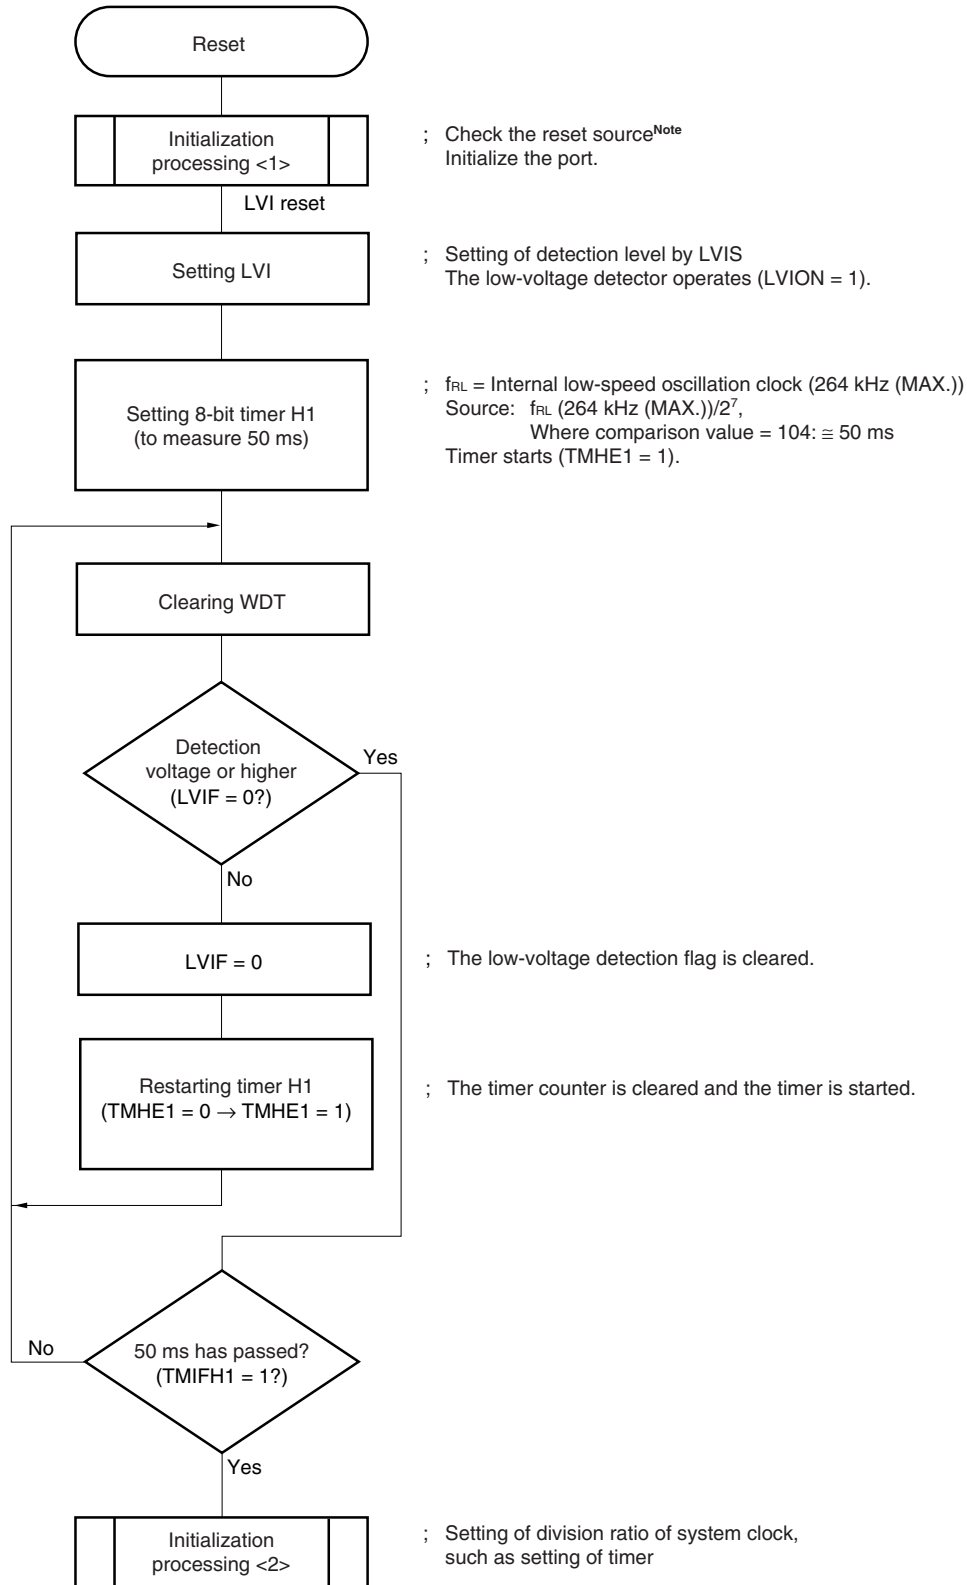 Reset
Initialization
processing <1>
; Check the reset sourceNote
Initialize the port.
LVI reset
Setting LVI
; Setting of detection level by LVIS
The low-voltage detector operates (LVION = 1).
Setting 8-bit timer H1
(to measure 50 ms)
; fRL = Internal low-speed oscillation clock (264 kHz (MAX.))
Source: fRL (264 kHz (MAX.))/2⁷,
Where comparison value = 104: ≅ 50 ms
Timer starts (TMHE1 = 1).
Clearing WDT
Detection
voltage or higher
(LVIF = 0?)
Yes
No
LVIF = 0
; The low-voltage detection flag is cleared.
Restarting timer H1
(TMHE1 = 0 → TMHE1 = 1)
; The timer counter is cleared and the timer is started.
No
50 ms has passed?
(TMIFH1 = 1?)
Yes
Initialization
processing <2>
; Setting of division ratio of system clock,
such as setting of timer